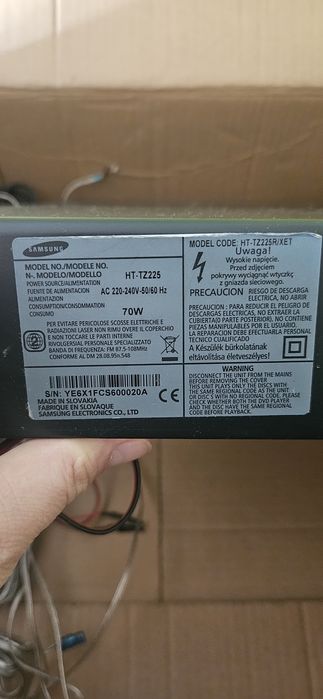 SAMSUNG
MODEL NO./MODELE NO.
N°. MODELO/MODELLO
HT-TZ225
POWER SOURCE/ALIMENTATION
FUENTE DE ALIMENTACION
ALIMENTAZIONE
AC 220-240V-50/60 Hz
CONSUMPTION/CONSOMMATION
CONSUMO
70W
PER EVITARE PERICOLOSE SCOSSE ELETTRICHE E
RADIAZIONI LASER NON RIMUOVERE IL COPERCHIO
E NON TOCCARE LE PARTI INTERNE
RIVOLGERSI AL PERSONALE SPECIALIZZATO
BANDA DI FREQUENZA: FM 87.5-108MHz
CONFORME AL DM 28.08.95n.548
S/N: YE6X1FCS600020A
MADE IN SLOVAKIA
FABRIQUE EN SLOVAQUIE
SAMSUNG ELECTRONICS CO., LTD
CE
MODEL CODE: HT-TZ225R/XET
Uwaga!
Wysokie napięcie.
Przed zdjęciem
pokrywy wyciągnąć wtyczkę
z gniazda sieciowego.
PRECAUCION
RIESGO DE DESCARGA
ELECTRICA, NO ABRIR
PRECAUCION : PARA REDUCIR EL PELIGRO DE
DESCARGAS ELECTRICAS, NO EXTRAER LA
CUBIERTA(O PARTE POSTERIOR), NO CONTIENE
PIEZAS MANIPULABLES POR EL USUARIO.
LA REPARACION DEBE EFECTUARLA PERSONAL
TECNICO CUALIFICADO
A Készülék burkolatának
eltávolítása életveszélyes!
WARNING
DISCONNECT THE UNIT FROM THE MAINS
BEFORE REMOVING THE COVER
THIS UNIT PLAYS ONLY THE DISCS WITH
THE SAME REGIONAL CODE AS THE UNIT
OR DISC S WITH NO REGIONAL CODE, PLEASE
CHECK WHETHER BOTH THE DVD PLAYER
AND THE DISC HAVE THE SAME REGIONAL
CODE BEFORE PLAYBACK.